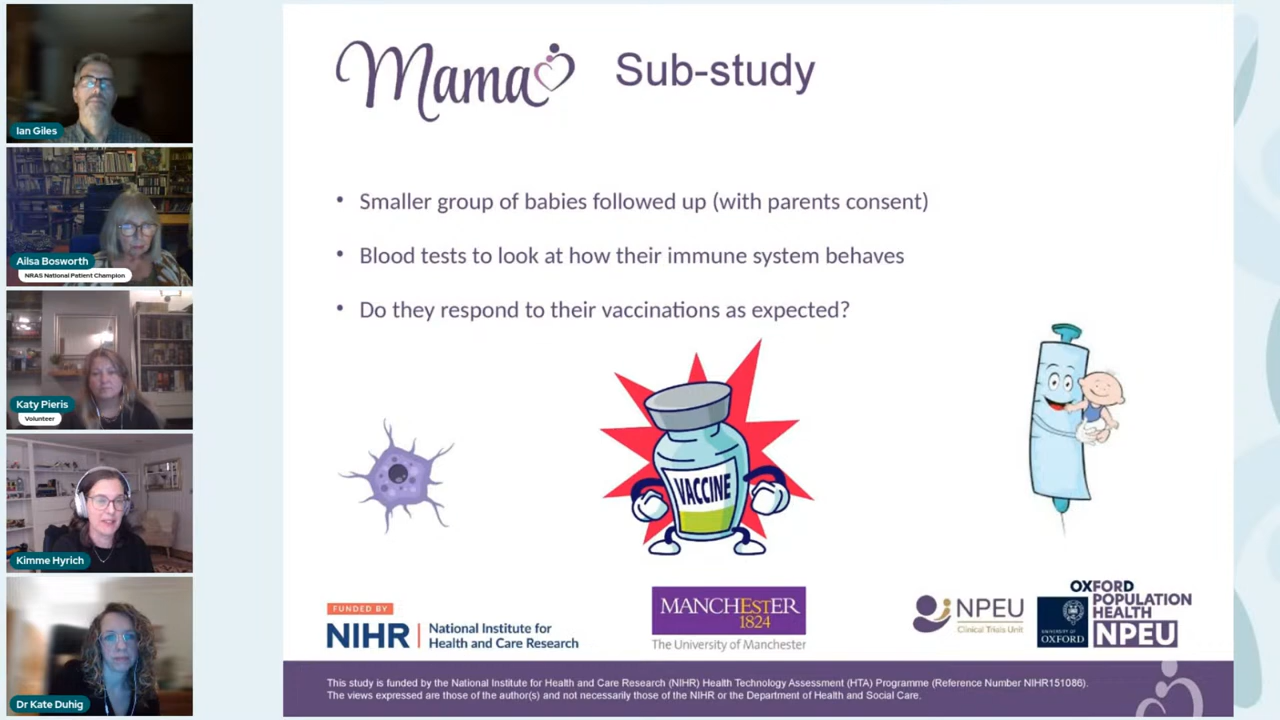 Ian Giles
Ailsa Bosworth
NRAS National Patient Champion
Katy Pieris
Volunteer
Kimme Hyrich
Dr Kate Duhig
Mama Sub-study
• Smaller group of babies followed up (with parents consent)
• Blood tests to look at how their immune system behaves
• Do they respond to their vaccinations as expected?
VACCINE
FUNDED BY
NIHR | National Institute for
Health and Care Research
MANCHESTER
1824
The University of Manchester
NPEU
Clinical Trials Unit
UNIVERSITY OF
OXFORD
OXFORD
POPULATION
HEALTH
NPEU
This study is funded by the National Institute for Health and Care Research (NIHR) Health Technology Assessment (HTA) Programme (Reference Number NIHR151086).
The views expressed are those of the author(s) and not necessarily those of the NIHR or the Department of Health and Social Care.